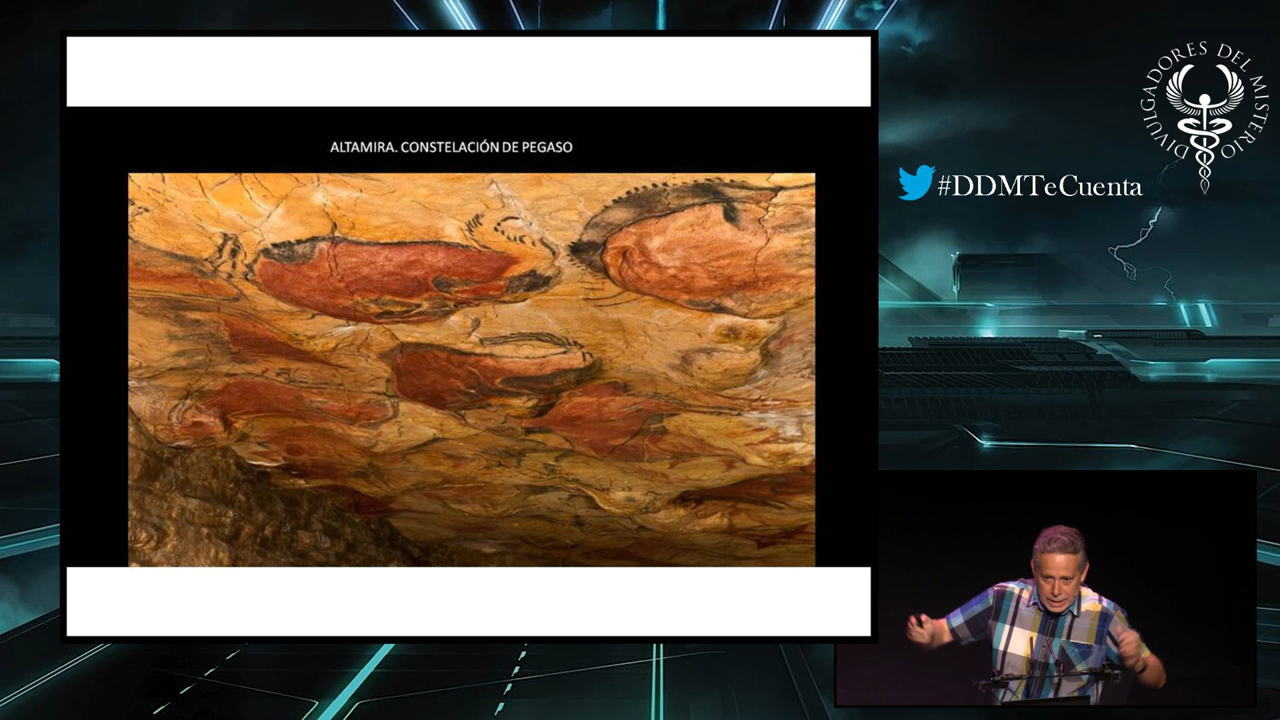 ALTAMIRA. CONSTELACIÓN DE PEGASO
DIVULGADORES DEL MISTERIO
#DDMTeCuenta